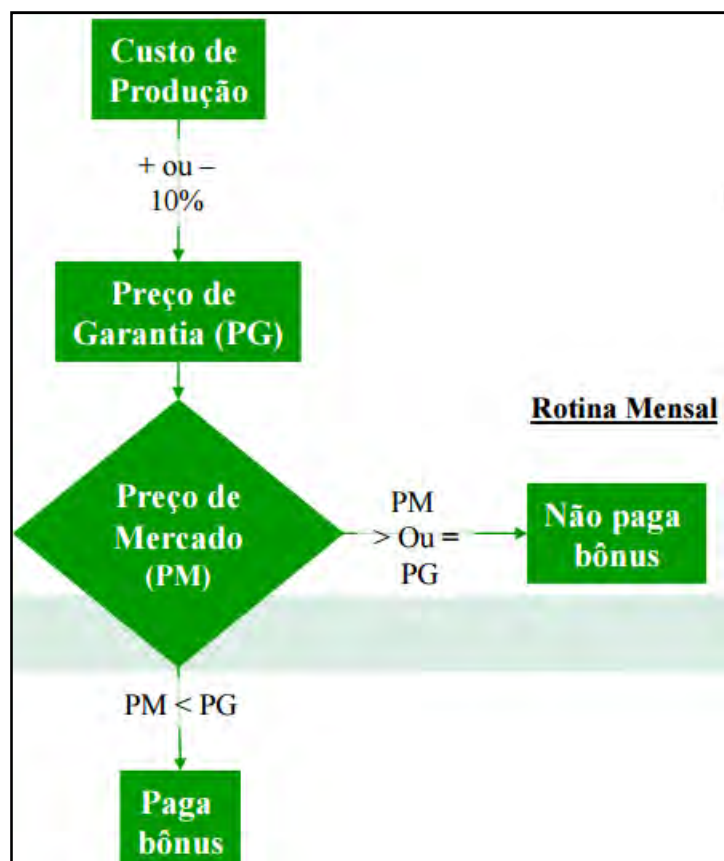 Custo de
Produção
+ ou –
10%
Preço de
Garantia (PG)
Rotina Mensal
Preço de
Mercado
(PM)
PM
> Ou =
PG
Não paga
bônus
PM < PG
Paga
bônus